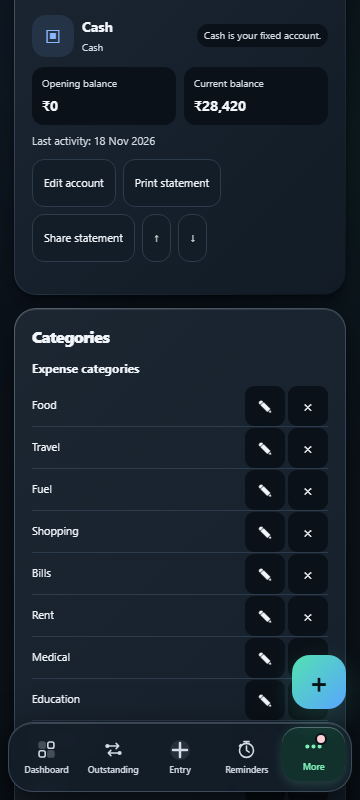 Cash
Cash
Cash is your fixed account.
Opening balance
₹0
Current balance
₹28,420
Last activity: 18 Nov 2026
Edit account
Print statement
Share statement
↑
↓
Categories
Expense categories
Food
Travel
Fuel
Shopping
Bills
Rent
Medical
Education
Dashboard
Outstanding
Entry
Reminders
More